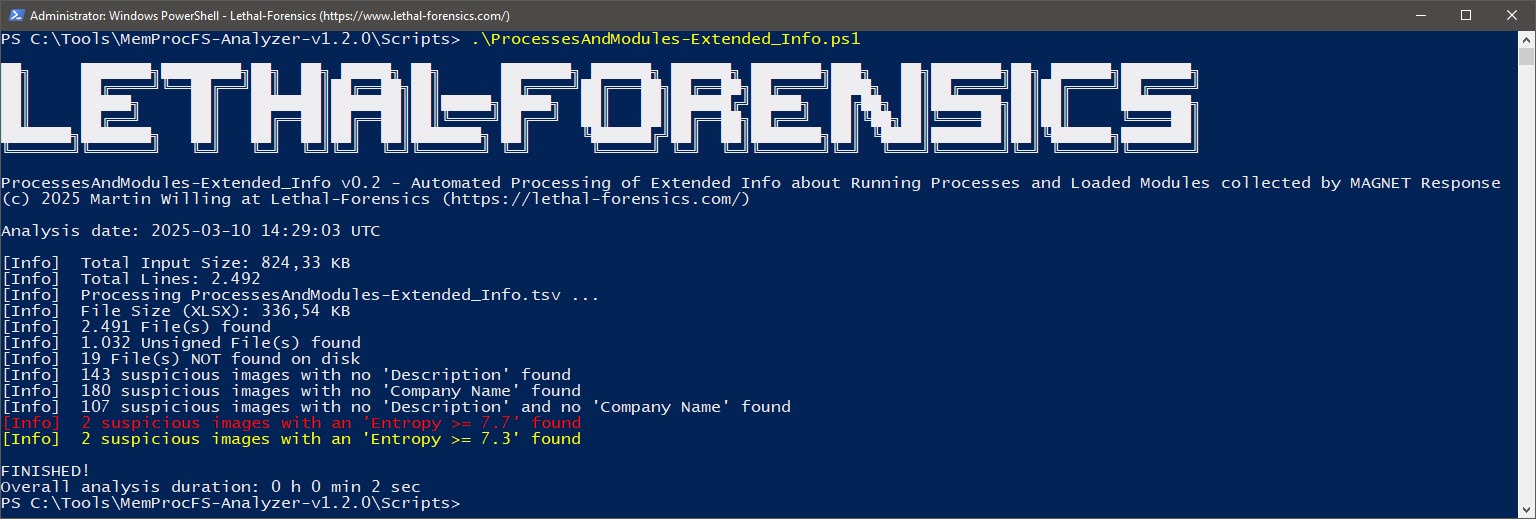 Administrator: Windows PowerShell - Lethal-Forensics (https://www.lethal-forensics.com/)
PS C:\Tools\MemProcFS-Analyzer-v1.2.0\Scripts> .\ProcessesAndModules-Extended_Info.ps1
LETHAL-FORENSICS
ProcessesAndModules-Extended_Info v0.2 - Automated Processing of Extended Info about Running Processes and Loaded Modules collected by MAGNET Response
(c) 2025 Martin Willing at Lethal-Forensics (https://lethal-forensics.com/)
Analysis date: 2025-03-10 14:29:03 UTC
[Info]  Total Input Size: 824,33 KB
[Info]  Total Lines: 2.492
[Info]  Processing ProcessesAndModules-Extended_Info.tsv ...
[Info]  File Size (XLSX): 336,54 KB
[Info]  2.491 File(s) found
[Info]  1.032 Unsigned File(s) found
[Info]  19 File(s) NOT found on disk
[Info]  143 suspicious images with no 'Description' found
[Info]  180 suspicious images with no 'Company Name' found
[Info]  107 suspicious images with no 'Description' and no 'Company Name' found
[Info]  2 suspicious images with an 'Entropy >= 7.7' found
[Info]  2 suspicious images with an 'Entropy >= 7.3' found
FINISHED!
Overall analysis duration: 0 h 0 min 2 sec
PS C:\Tools\MemProcFS-Analyzer-v1.2.0\Scripts>